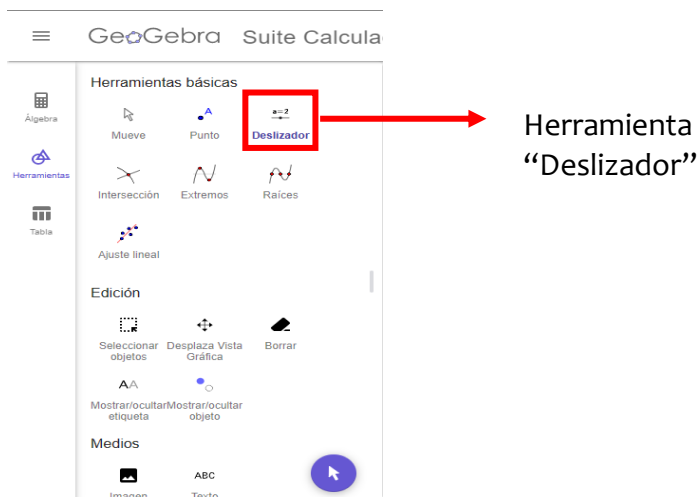 GeoGebra Suite Calcula
Herramientas básicas
Álgebra
Mueve
Punto
A
a=2
Deslizador
Herramienta
“Deslizador”
Herramientas
Intersección
Extremos
Raíces
Tabla
Ajuste lineal
Edición
Seleccionar
objetos
Desplaza Vista
Gráfica
Borrar
AA
Mostrar/ocultar
etiqueta
Mostrar/ocultar
objeto
Medios
Imagen
ABC
Texto